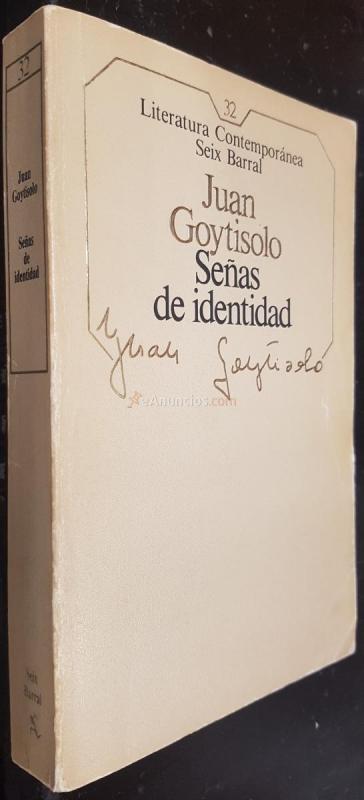 32
Juan
Goytisolo
Señas
de
identidad
Seix
Barral
32
Literatura Contemporánea
Seix Barral
Juan
Goytisolo
Señas
de identidad
Juan Goytisolo
eAnuncios.com